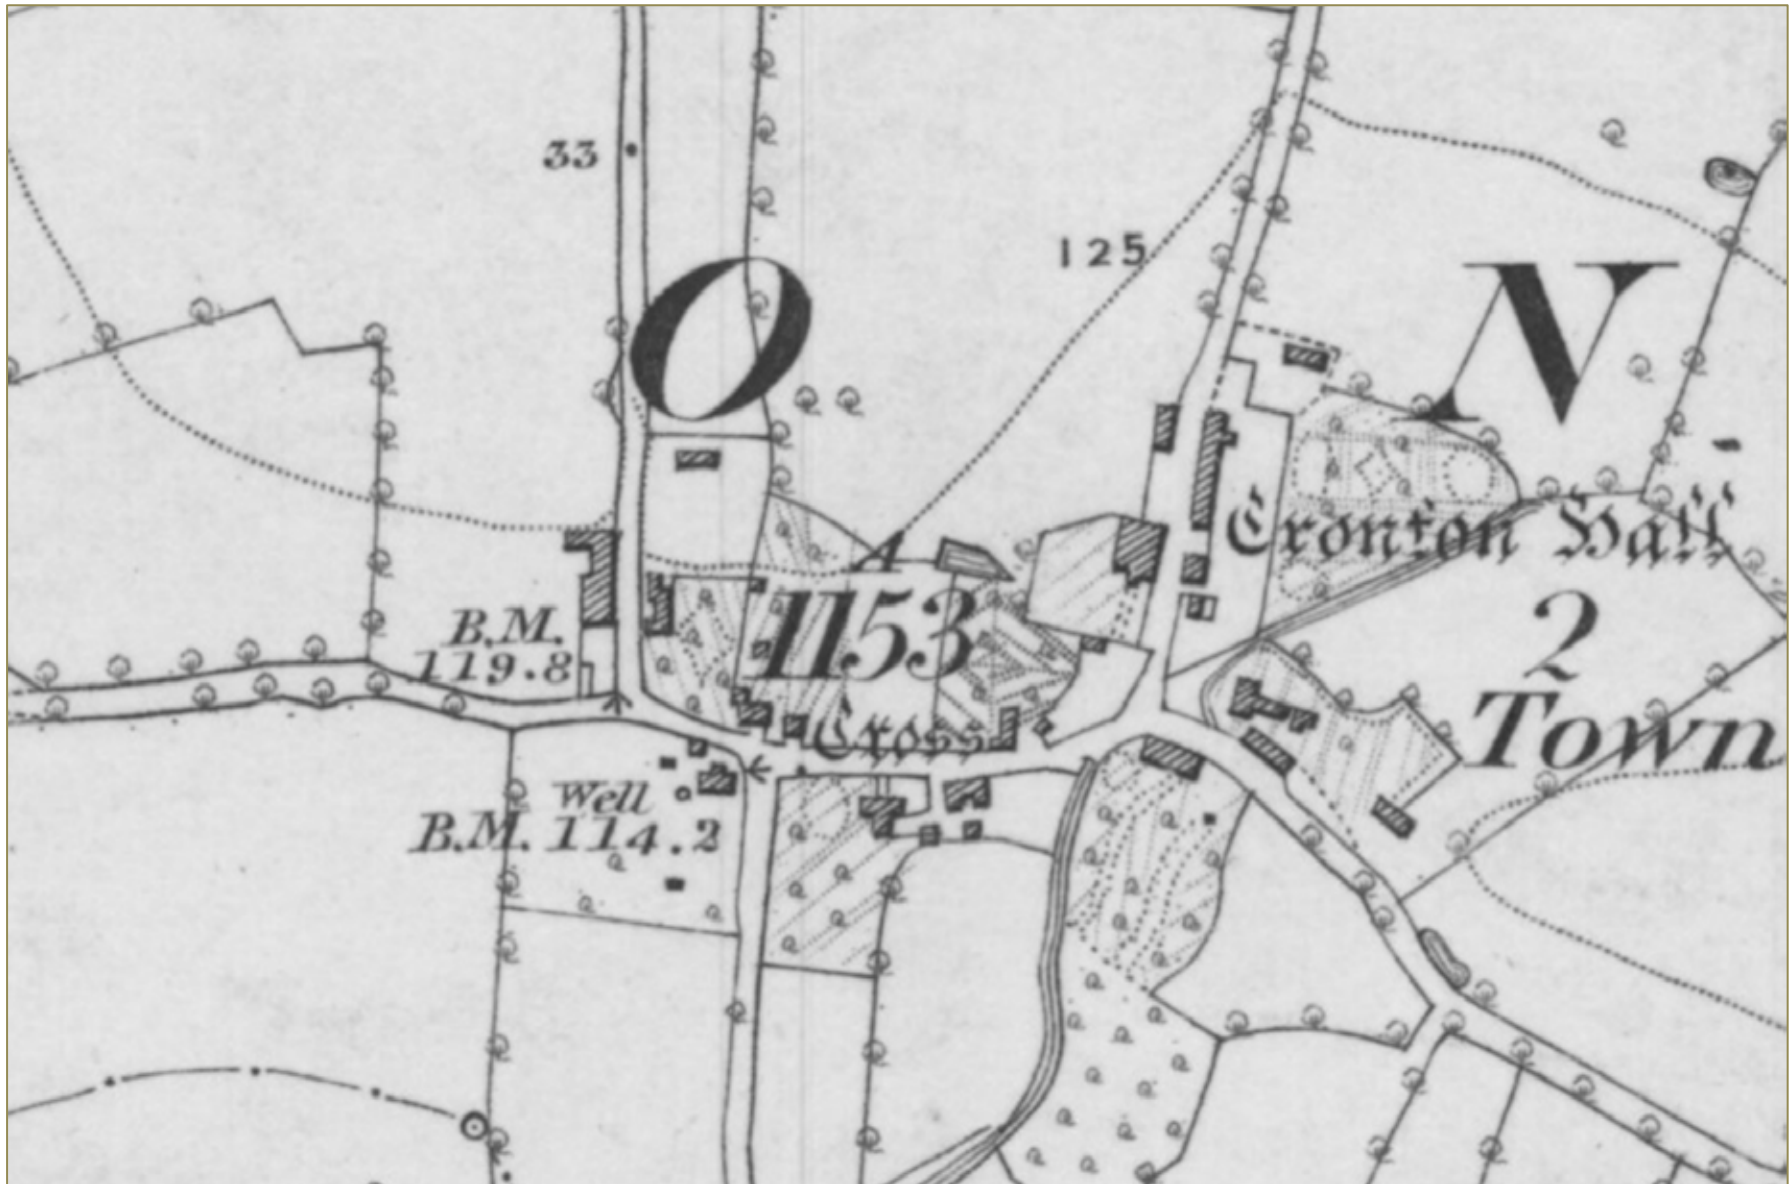 33
125
O
N
Cronton Hall
1153
2
B.M.
119.8
Town
Cross
Well
B.M. 114.2